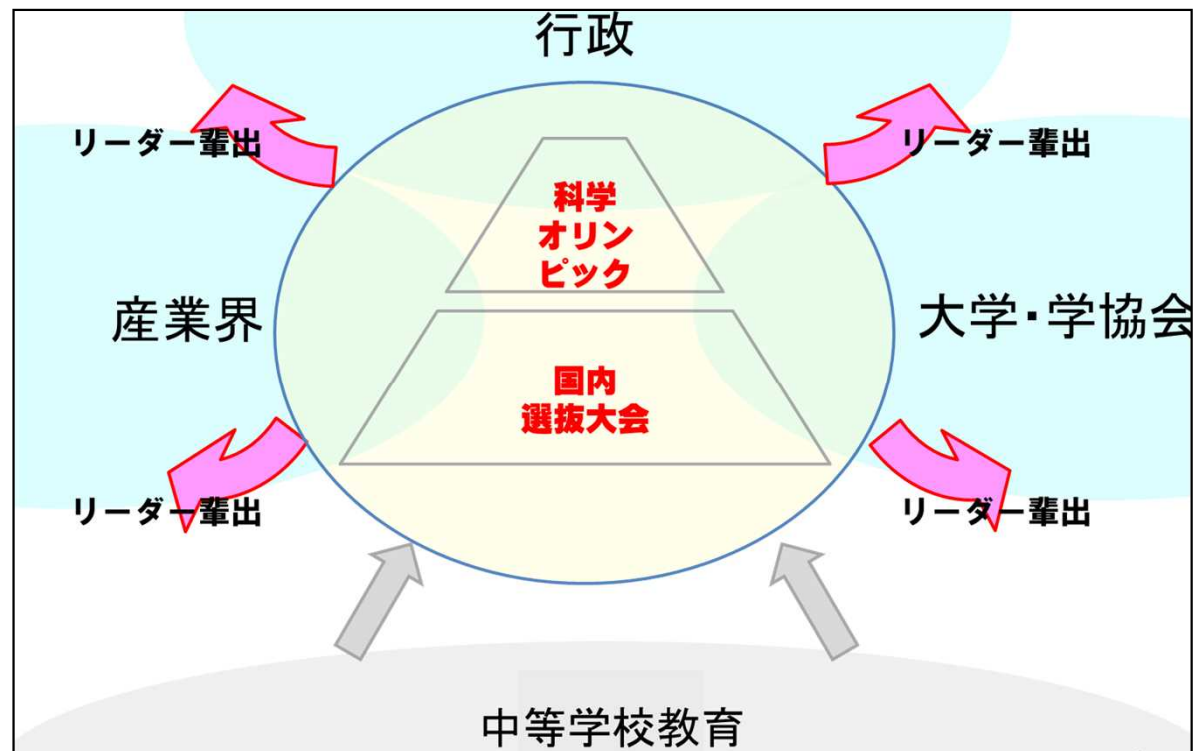 行政
リーダー輩出
リーダー輩出
科学
オリン
ピック
産業界
大学・学協会
国内
選抜大会
リーダー輩出
リーダー輩出
中等学校教育